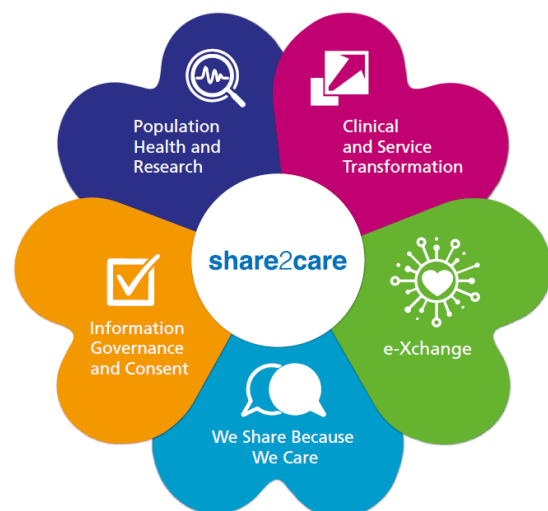 Population
Health and
Research
Clinical
and Service
Transformation
share2care
Information
Governance
and Consent
e-Xchange
We Share Because
We Care